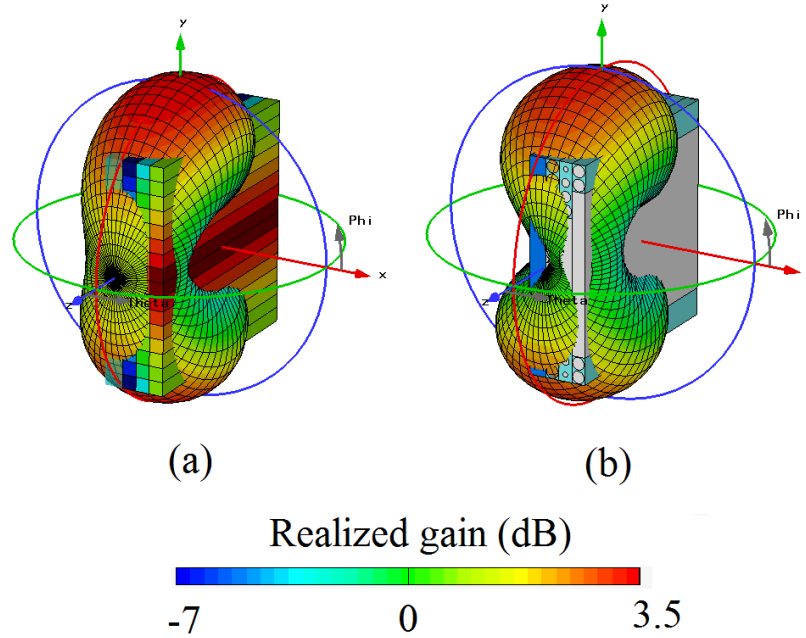 y
Phi
x
z
Theta
y
Phi
z
Theta
(a)
(b)
Realized gain (dB)
-7
0
3.5